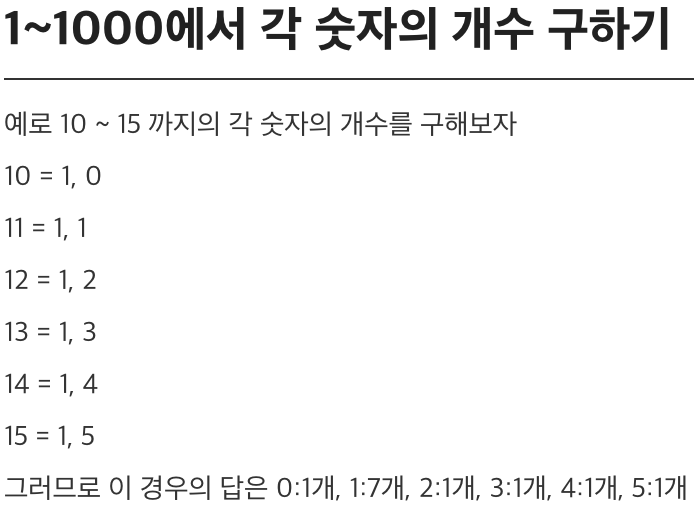 1~1000에서 각 숫자의 개수 구하기
예로 10 ~ 15 까지의 각 숫자의 개수를 구해보자
10 = 1, 0
11 = 1, 1
12 = 1, 2
13 = 1, 3
14 = 1, 4
15 = 1, 5
그러므로 이 경우의 답은 0:1개, 1:7개, 2:1개, 3:1개, 4:1개, 5:1개